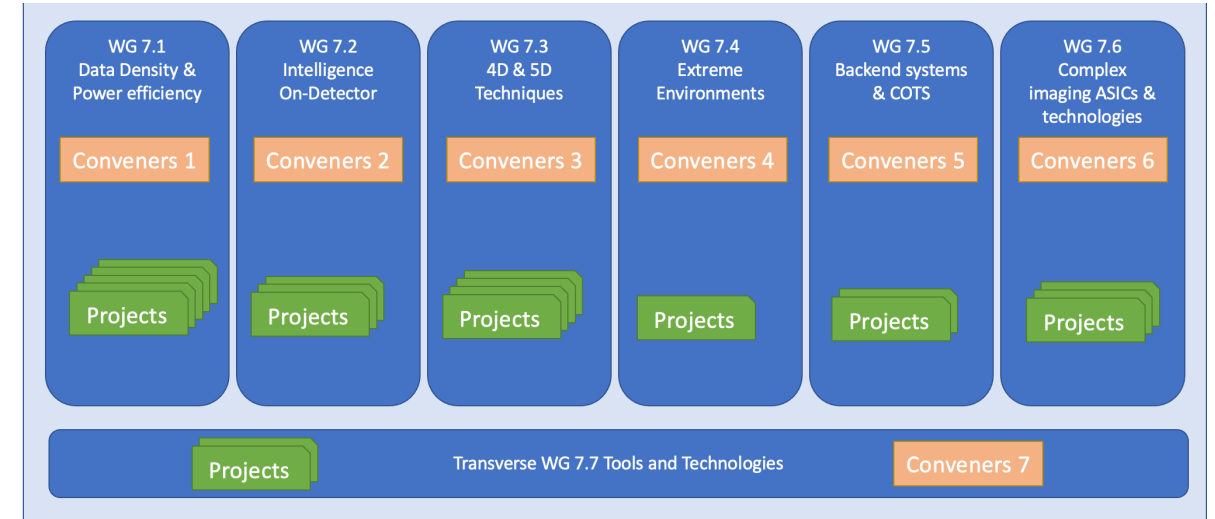 WG 7.1
Data Density &
Power efficiency
Conveners 1
Projects
WG 7.2
Intelligence
On-Detector
Conveners 2
Projects
WG 7.3
4D & 5D
Techniques
Conveners 3
Projects
WG 7.4
Extreme
Environments
Conveners 4
Projects
WG 7.5
Backend systems
& COTS
Conveners 5
Projects
WG 7.6
Complex
imaging ASICs &
technologies
Conveners 6
Projects
Projects
Transverse WG 7.7 Tools and Technologies
Conveners 7